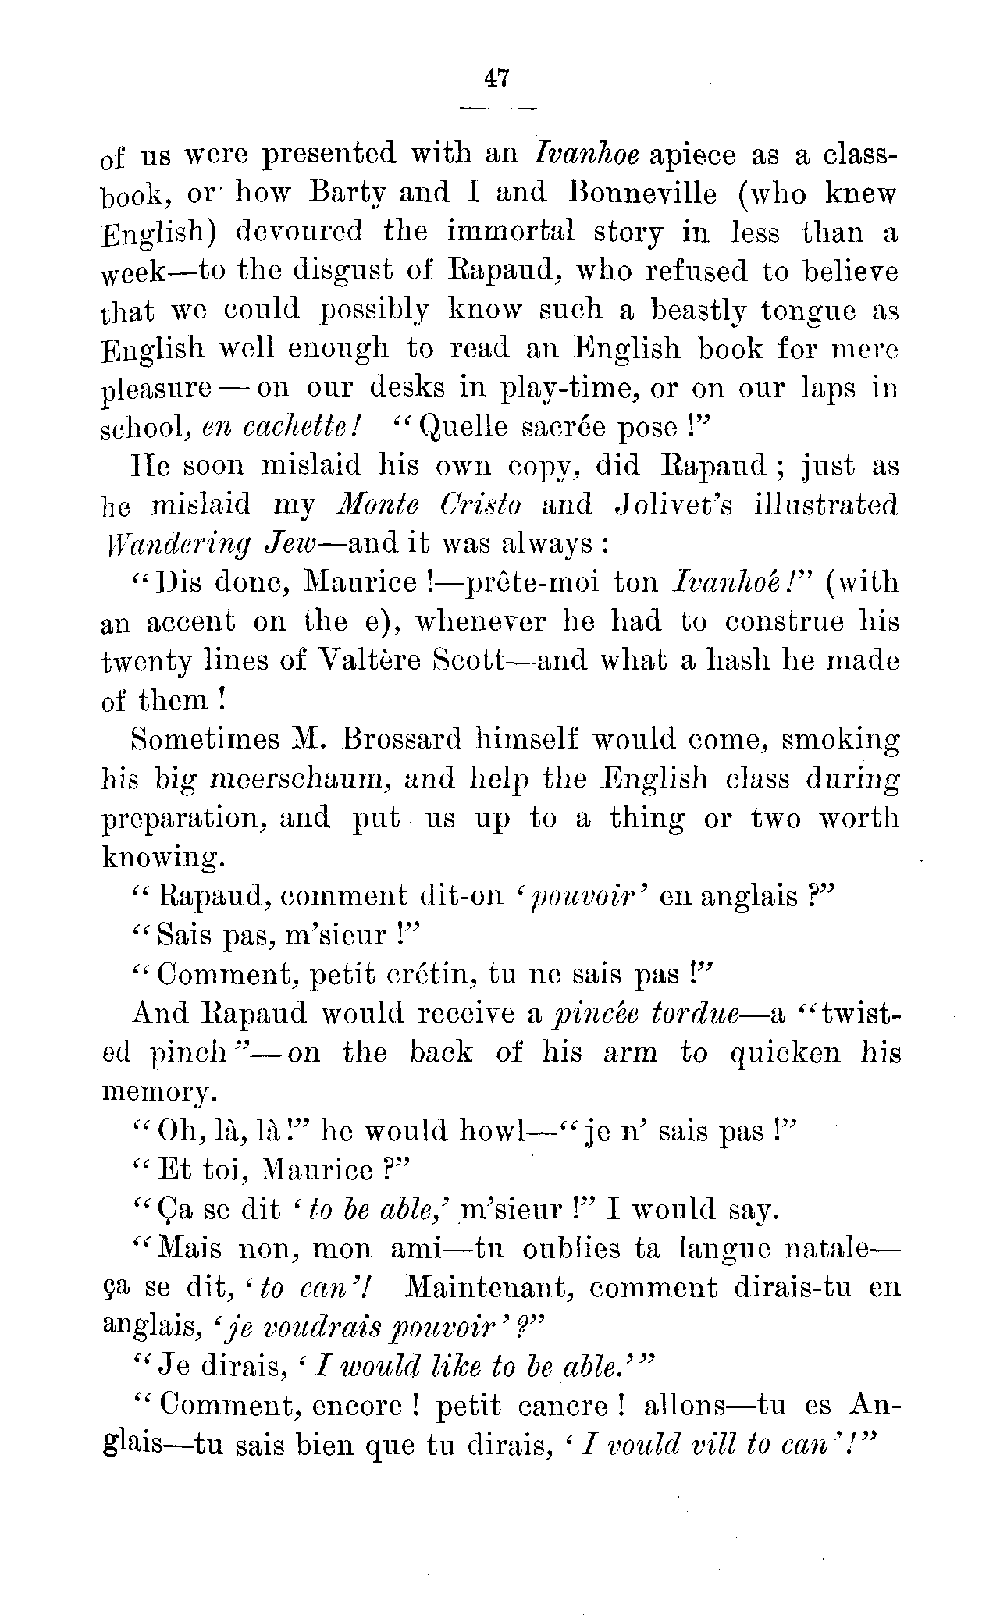 47
of us were presented with an Ivanhoe apiece as a class-
book, or how Barty and I and Bonneville (who knew
English) devoured the immortal story in less than a
week—to the disgust of Rapaud, who refused to believe
that we could possibly know such a beastly tongue as
English well enough to read an English book for mere
pleasure — on our desks in play-time, or on our laps in
school, en cachette! “Quelle sacrée pose!”
He soon mislaid his own copy, did Rapaud; just as
he mislaid my Monte Cristo and Jolivet’s illustrated
Wandering Jew—and it was always:
“Dis donc, Maurice!—prête-moi ton Ivanhoé!” (with
an accent on the e), whenever he had to construe his
twenty lines of Valtère Scott—and what a hash he made
of them!
Sometimes M. Brossard himself would come, smoking
his big meerschaum, and help the English class during
preparation, and put us up to a thing or two worth
knowing.
“Rapaud, comment dit-on ‘pouvoir’ en anglais?”
“Sais pas, m’sieur!”
“Comment, petit crétin, tu ne sais pas!”
And Rapaud would receive a pincée tordue—a “twist-
ed pinch”—on the back of his arm to quicken his
memory.
“Oh, là, là!” he would howl—“je n’ sais pas!”
“Et toi, Maurice?”
“Ça se dit ‘to be able,’ m’sieur!” I would say.
“Mais non, mon ami—tu oublies ta langue natale—
ça se dit, ‘to can’! Maintenant, comment dirais-tu en
anglais, ‘je voudrais pouvoir’?”
“Je dirais, ‘I would like to be able.’”
“Comment, encore! petit cancre! allons—tu es An-
glais—tu sais bien que tu dirais, ‘I vould vill to can’!”